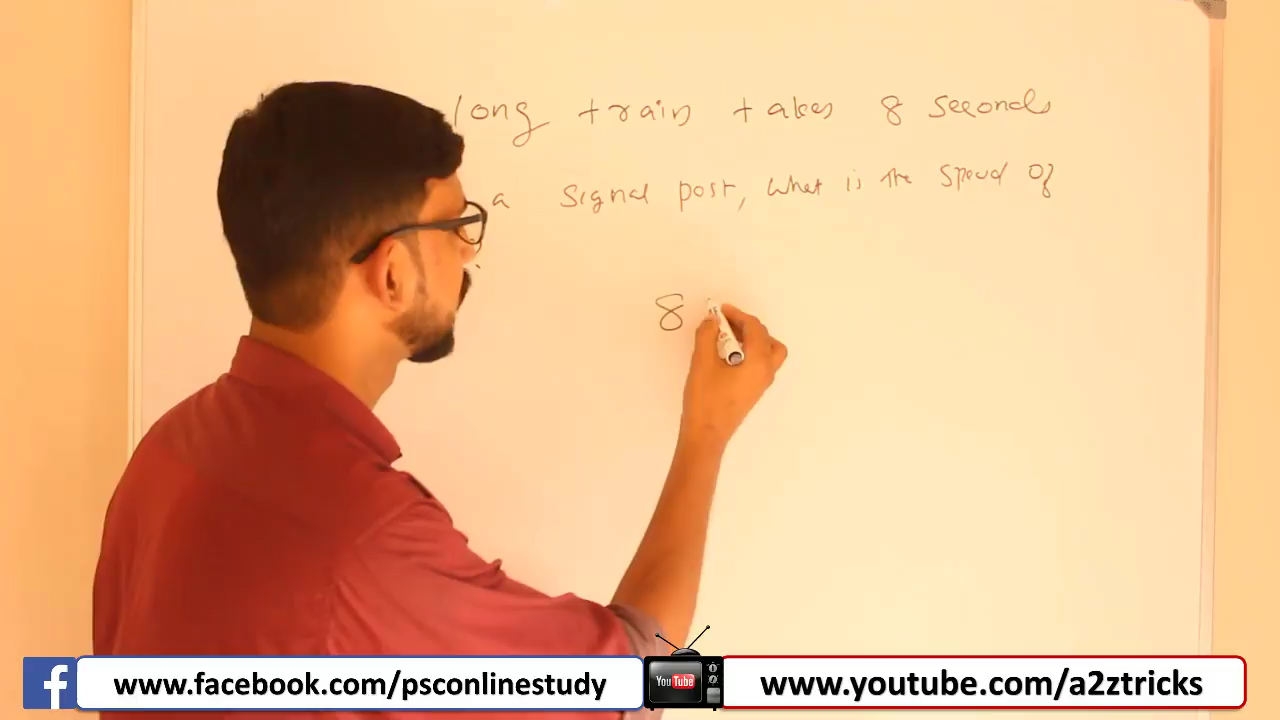 long train takes 8 seconds
a signal post, what is the speed of
8
www.facebook.com/psconlinestudy
YouTube
www.youtube.com/a2ztricks